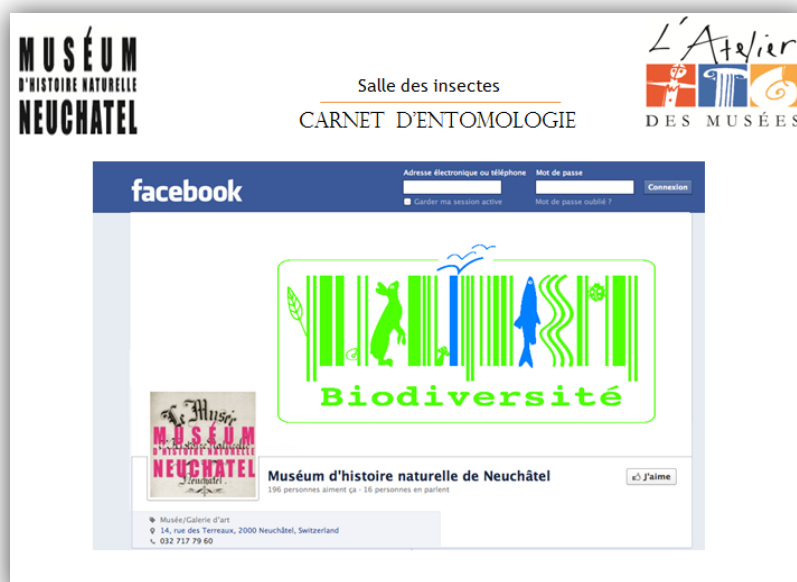 MUSÉUM
D'HISTOIRE NATURELLE
NEUCHATEL
L'Atelier
DES MUSÉES
Salle des insectes
CARNET D'ENTOMOLOGIE
facebook
Adresse électronique ou téléphone
Mot de passe
Connexion
Garder ma session active
Mot de passe oublié ?
Biodiversité
Le Musée
MUSÉUM
D'HISTOIRE NATURELLE
NEUCHATEL
Neuchatel
Muséum d'histoire naturelle de Neuchâtel
196 personnes aiment ça · 16 personnes en parlent
J'aime
Musée/Galerie d'art
14, rue des Terreaux, 2000 Neuchâtel, Switzerland
032 717 79 60